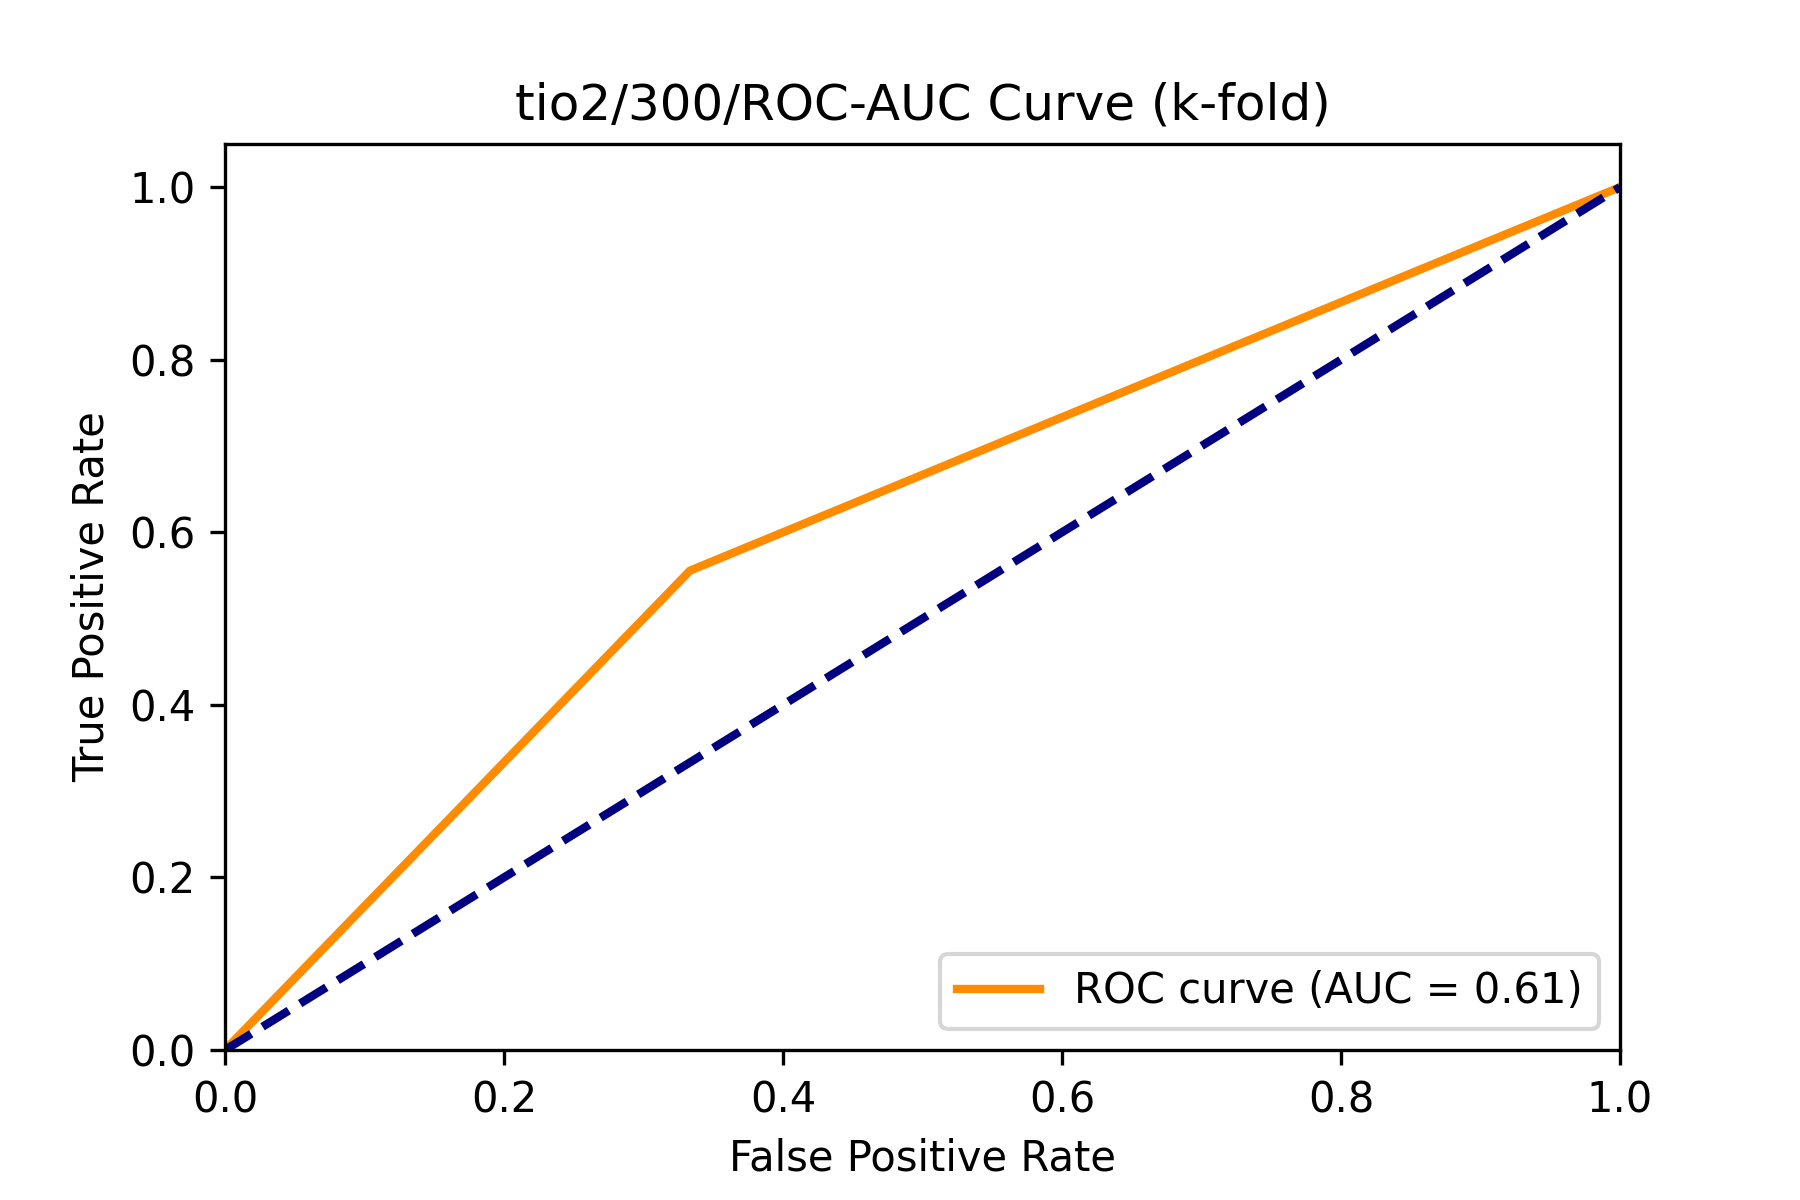 tio2/300/ROC-AUC Curve (k-fold)
True Positive Rate
1.0
0.8
0.6
0.4
0.2
0.0
ROC curve (AUC = 0.61)
0.0 0.2 0.4 0.6 0.8 1.0
False Positive Rate